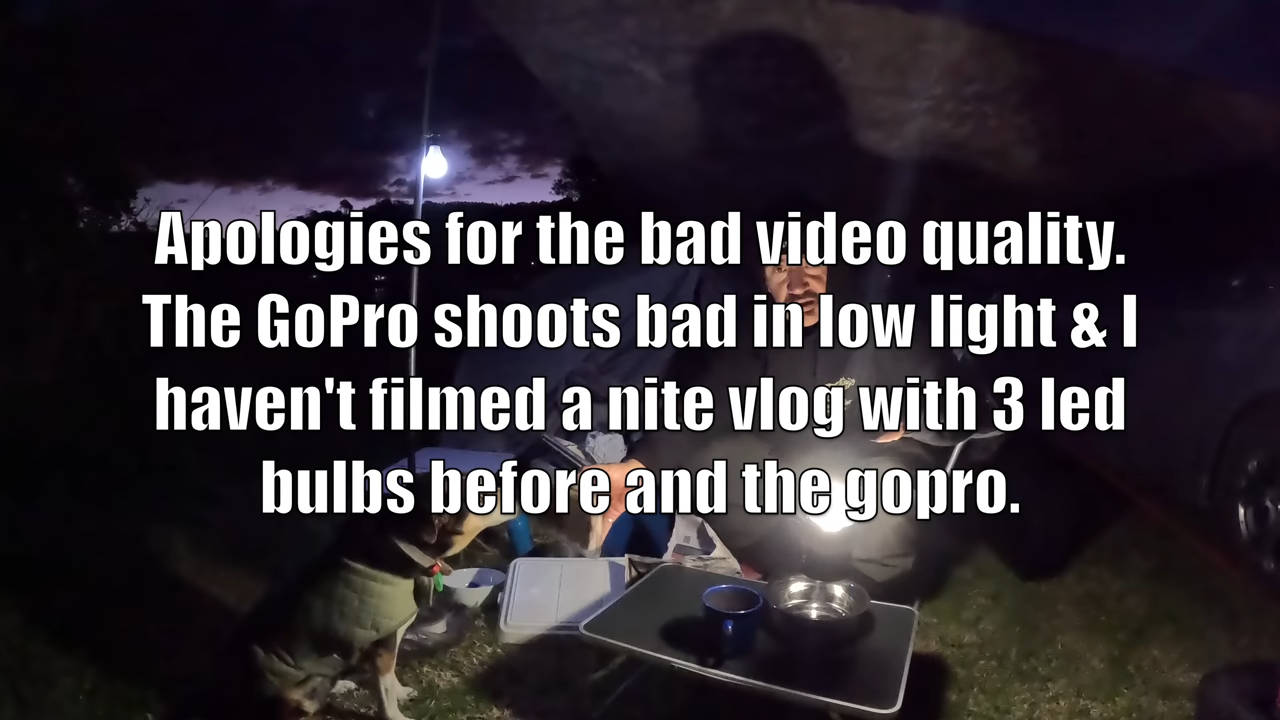 Apologies for the bad video quality.
The GoPro shoots bad in low light & I
haven't filmed a nite vlog with 3 led
bulbs before and the gopro.